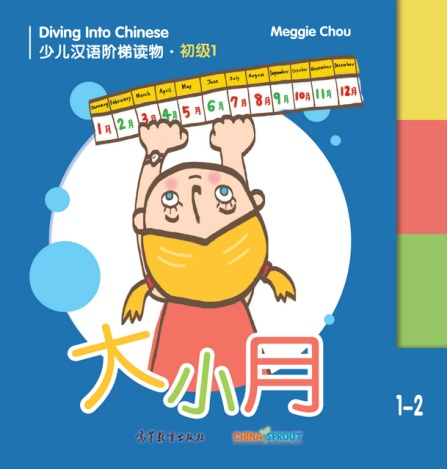 Diving Into Chinese
少儿汉语阶梯读物·初级1
Meggie Chou
January February March April May June July August September October November December
1月 2月 3月 4月 5月 6月 7月 8月 9月 10月 11月 12月
大小月
1-2
高等教育出版社
CHINA SPROUT